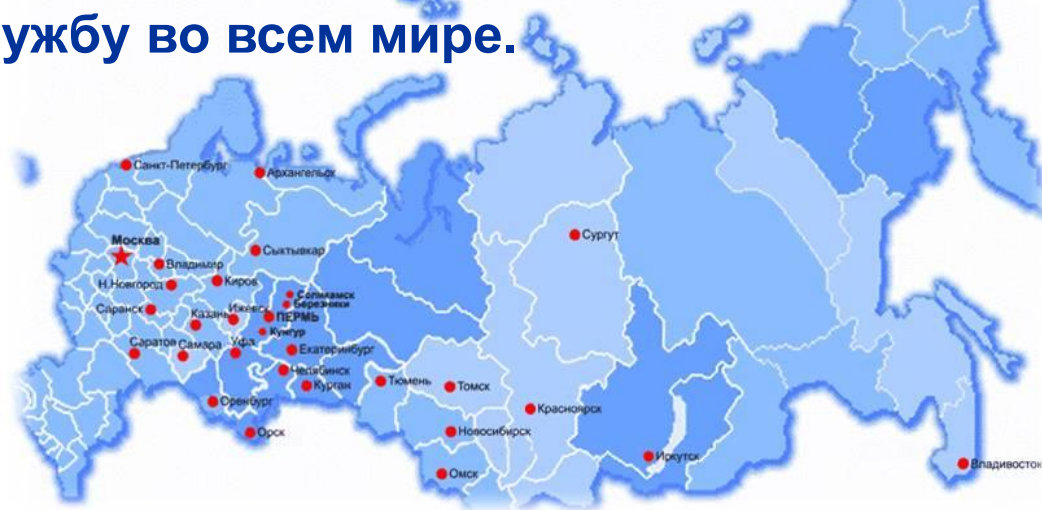 ужбу во всем мире.
Санкт-Петербург
Архангельск
Москва
Сыктывкар
Сургут
Владимир
Н.Новгород
Киров
Соликамск
Березники
Саранск
Казань
Ижевск
ПЕРМЬ
Кунгур
Саратов
Самара
Уфа
Екатеринбург
Челябинск
Курган
Тюмень
Томск
Оренбург
Красноярск
Орск
Новосибирск
Иркутск
Омск
Владивосток